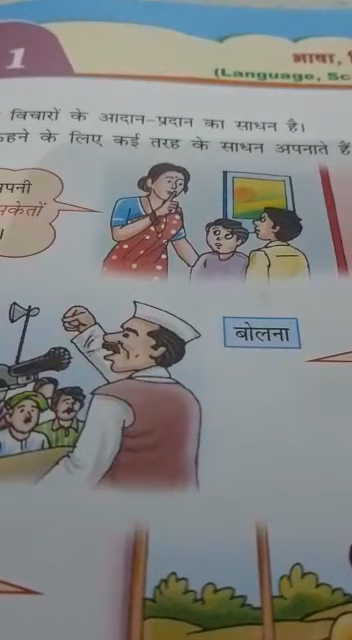 1
भाषा,
(Language, Sc
विचारों के आदान-प्रदान का साधन है।
कहने के लिए कई तरह के साधन अपनाते हैं
बोलना